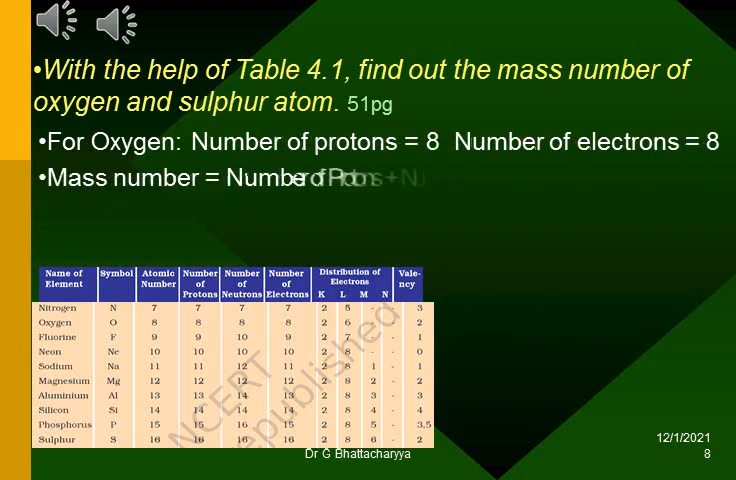 •With the help of Table 4.1, find out the mass number of
oxygen and sulphur atom. 51pg
•For Oxygen: Number of protons = 8 Number of electrons = 8
•Mass number = Number of Protons + N
Name of Element Symbol Atomic Number Number of Protons Number of Neutrons Number of Electrons Distribution of Electrons K L M N Vale-ncy
Nitrogen N 7 7 7 7 2 5 - 3
Oxygen O 8 8 8 8 2 6 - 2
Fluorine F 9 9 10 9 2 7 - 1
Neon Ne 10 10 10 10 2 8 - - 0
Sodium Na 11 11 12 11 2 8 1 - 1
Magnesium Mg 12 12 12 12 2 8 2 - 2
Aluminium Al 13 13 14 13 2 8 3 - 3
Silicon Si 14 14 14 14 2 8 4 - 4
Phosphorus P 15 15 16 15 2 8 5 - 3.5
Sulphur S 16 16 16 16 2 8 6 - 2
NCERT
republished
Dr G Bhattacharyya
12/1/2021
8